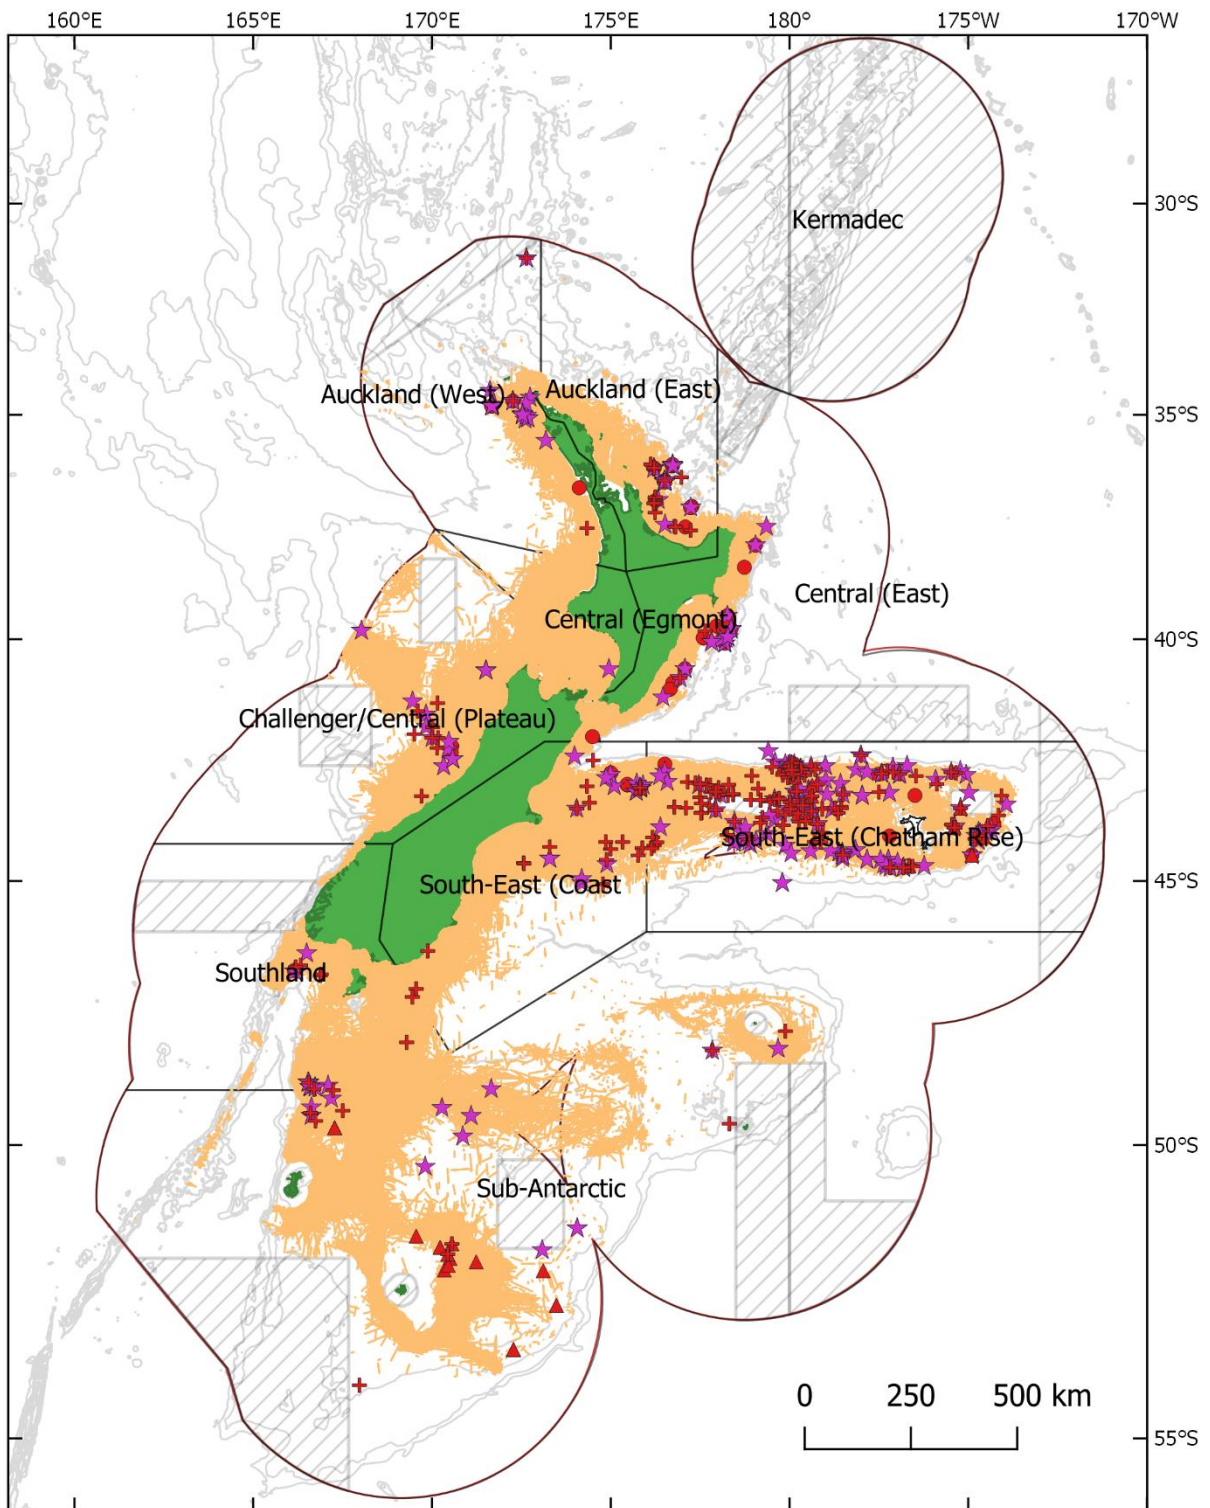 160°E 165°E 170°E 175°E 180° 175°W 170°W
30°S
Kermadec
35°S
Auckland (West) Auckland (East)
Central (East)
Central (Egmont)
40°S
Challenger/Central (Plateau)
South-East (Chatham Rise)
South-East (Coast
45°S
Southland
50°S
Sub-Antarctic
0 250 500 km
55°S